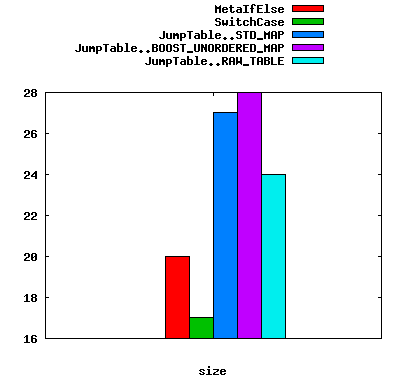 MetaIfElse
SwitchCase
JumpTable..STD_MAP
JumpTable..BOOST_UNORDERED_MAP
JumpTable..RAW_TABLE
28
26
24
22
20
18
16
size